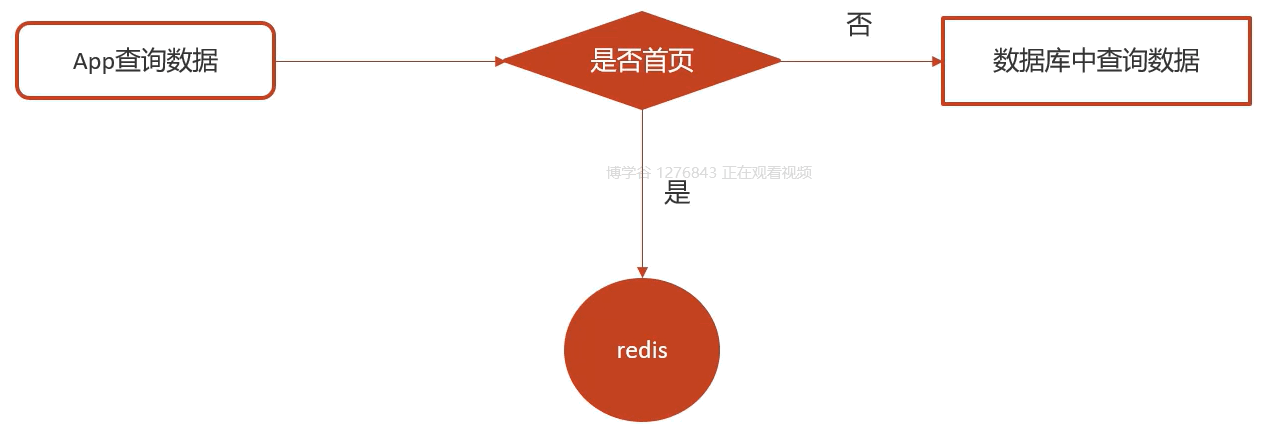 App查询数据
是否首页
否
数据库中查询数据
博学谷 1276843 正在观看视频
是
redis